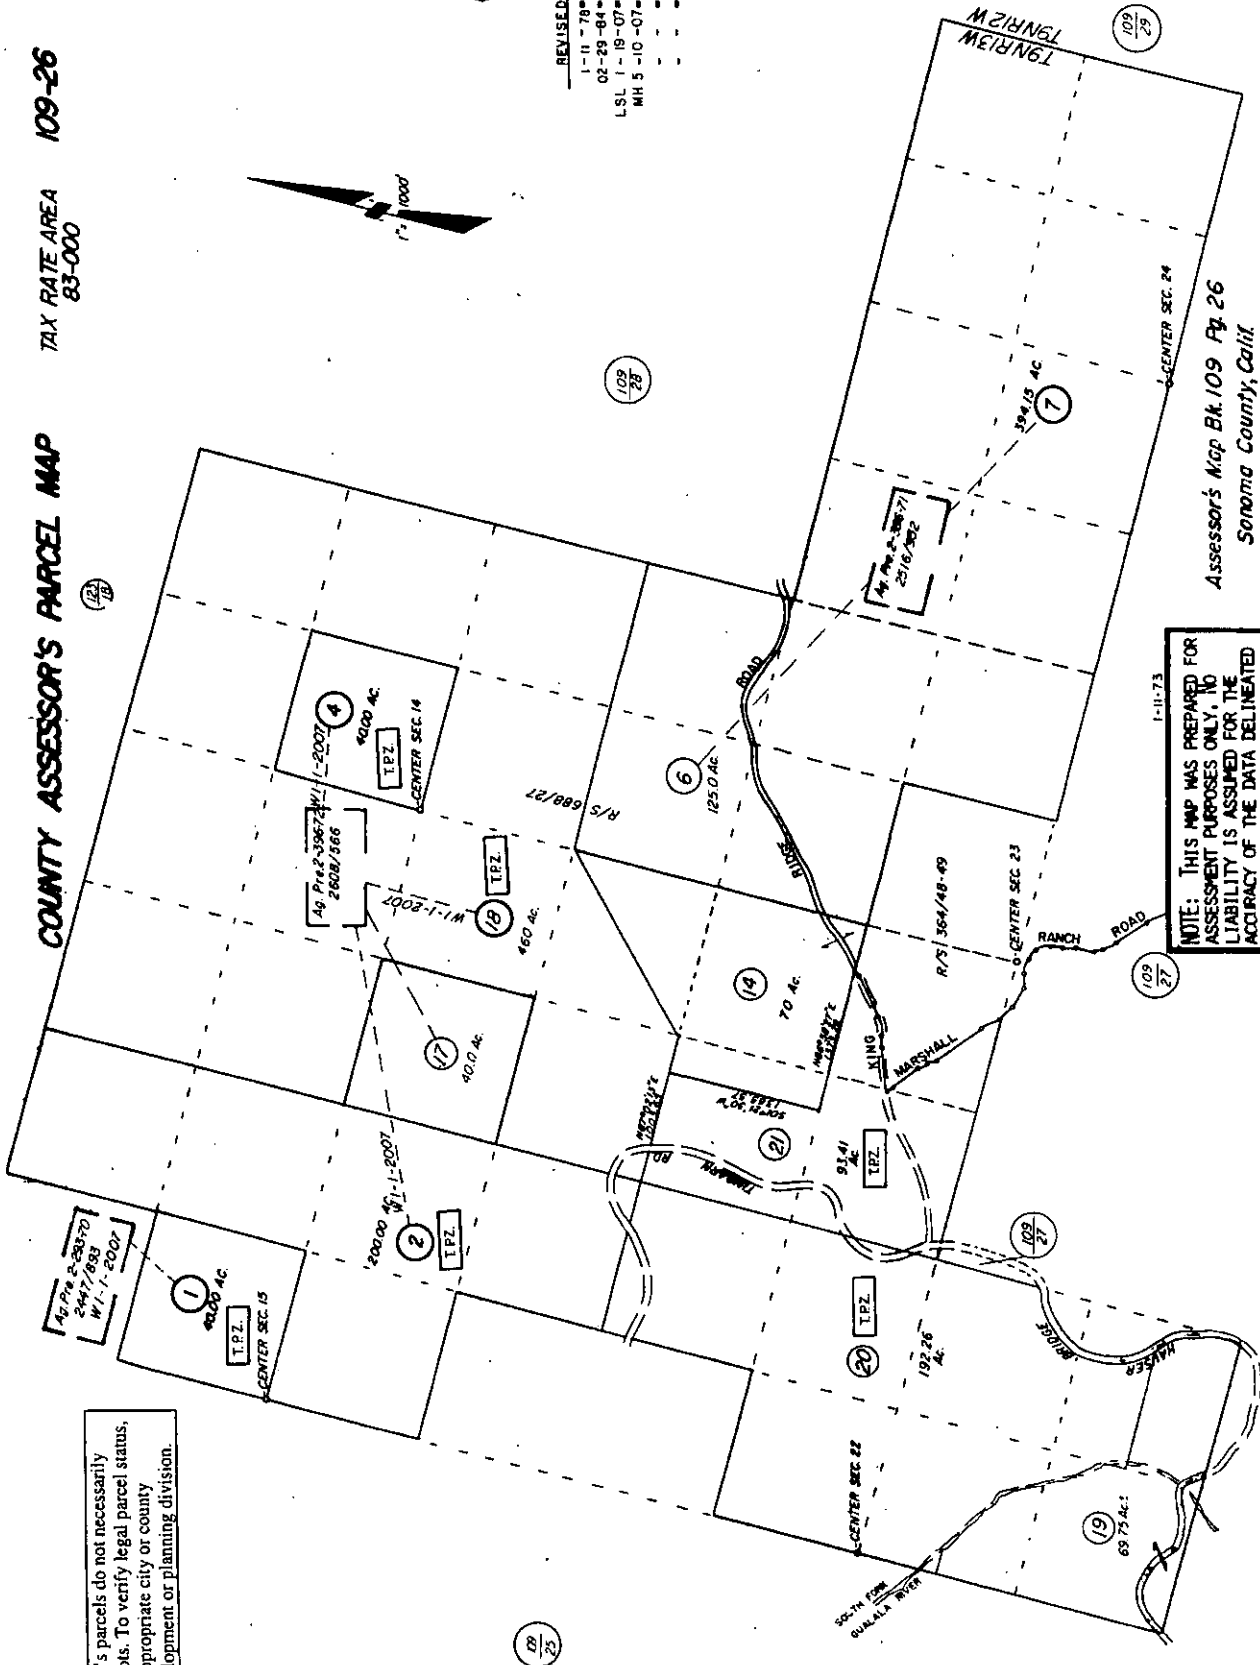 COUNTY ASSESSOR'S PARCEL MAP
TAX RATE AREA
83-000
109-26
REVISED
1-11-78
02-29-84
LSL 1-19-07
MH 5-10-07
's parcels do not necessarily
ots. To verify legal parcel status,
propriate city or county
lopment or planning division.
123
18
1"=1000'
109
28
109
29
T9NR12W
T9NR13W
Ag. Pre. 2-293-70
2447/893
W1-1-2007
1
40.00 AC.
T.P.Z.
CENTER SEC. 15
200.00 AC.
W1-1-2007
2
T.P.Z.
Ag. Pre. 2-396-72
2608/566
W1-1-2007
4
40.00 AC.
T.P.Z.
CENTER SEC. 14
W1-1-2007
18
460 Ac.
T.P.Z.
17
40.0 Ac.
R/S 688/27
6
125.0 Ac.
Ag. Pre. 2-386-71
2516/982
394.15 AC.
7
CENTER SEC. 24
14
70 Ac.
21
93.41
Ac.
T.P.Z.
RD
KING
RIDGE
ROAD
MARSHALL
RANCH
ROAD
R/S 364/48-49
CENTER SEC 23
109
27
109
27
20
T.P.Z.
192.26
Ac.
CENTER SEC 22
HAUSER
BRIDGE
19
69.75 Ac.±
SOUTH FORK
GUALALA RIVER
109
25
1-11-73
NOTE: THIS MAP WAS PREPARED FOR
ASSESSMENT PURPOSES ONLY, NO
LIABILITY IS ASSUMED FOR THE
ACCURACY OF THE DATA DELINEATED
Assessor's Map Bk. 109 Pg. 26
Sonoma County, Calif.